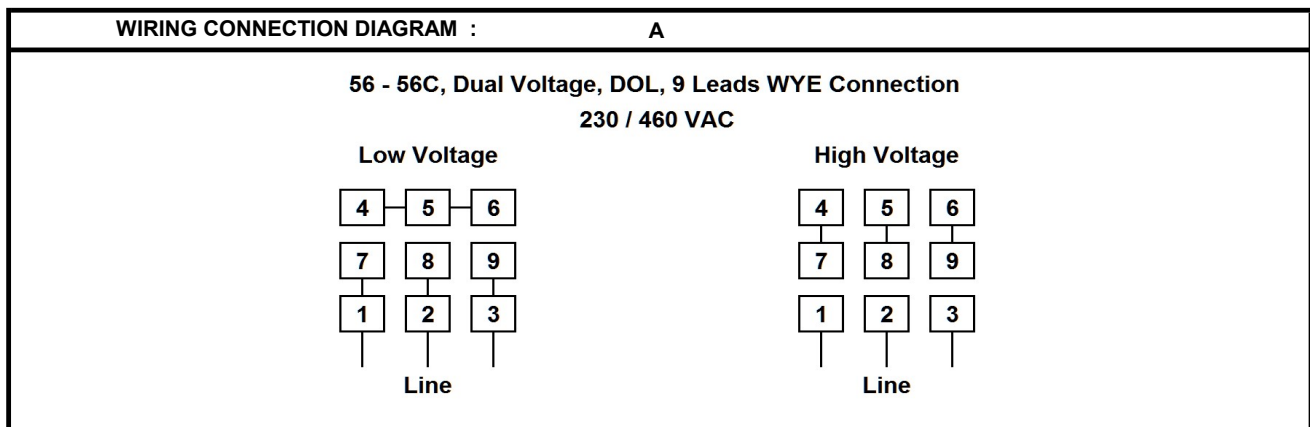 WIRING CONNECTION DIAGRAM : A
56 - 56C, Dual Voltage, DOL, 9 Leads WYE Connection
230 / 460 VAC
Low Voltage High Voltage
4 5 6 4 5 6
7 8 9 7 8 9
1 2 3 1 2 3
Line Line